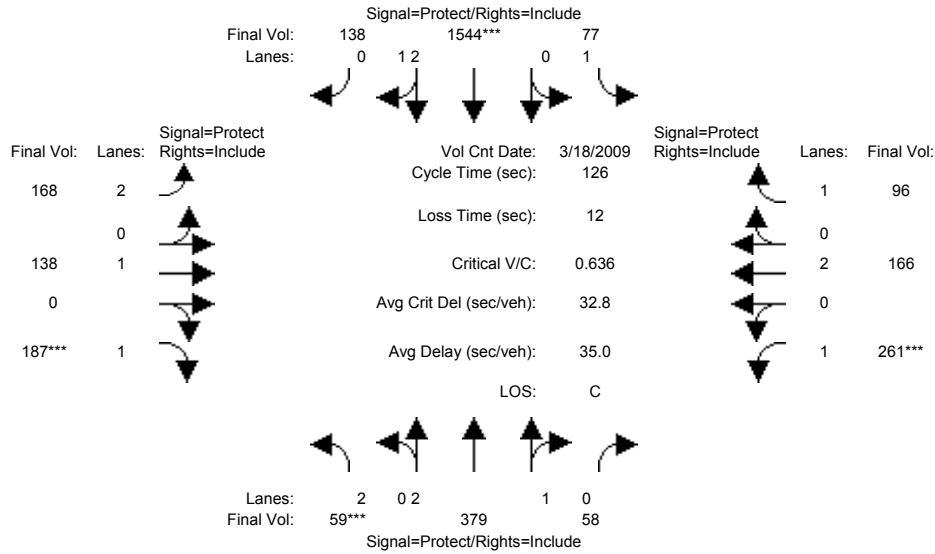 Signal=Protect/Rights=Include
Final Vol: 138 1544*** 77
Lanes: 0 1 2 0 1
Signal=Protect Signal=Protect
Final Vol: Lanes: Rights=Include Vol Cnt Date: 3/18/2009 Rights=Include Lanes: Final Vol:
Cycle Time (sec): 126
168 2 1 96
Loss Time (sec): 12
0 0
138 1 Critical V/C: 0.636 2 166
0 Avg Crit Del (sec/veh): 32.8 0
187*** 1 Avg Delay (sec/veh): 35.0 1 261***
LOS: C
Lanes: 2 0 2 1 0
Final Vol: 59*** 379 58
Signal=Protect/Rights=Include